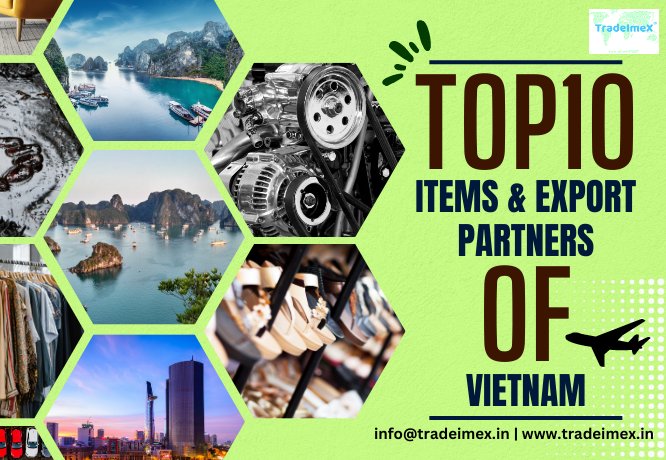 TradeImeX
TOP10
ITEMS & EXPORT
PARTNERS
OF
VIETNAM
info@tradeimex.in | www.tradeimex.in